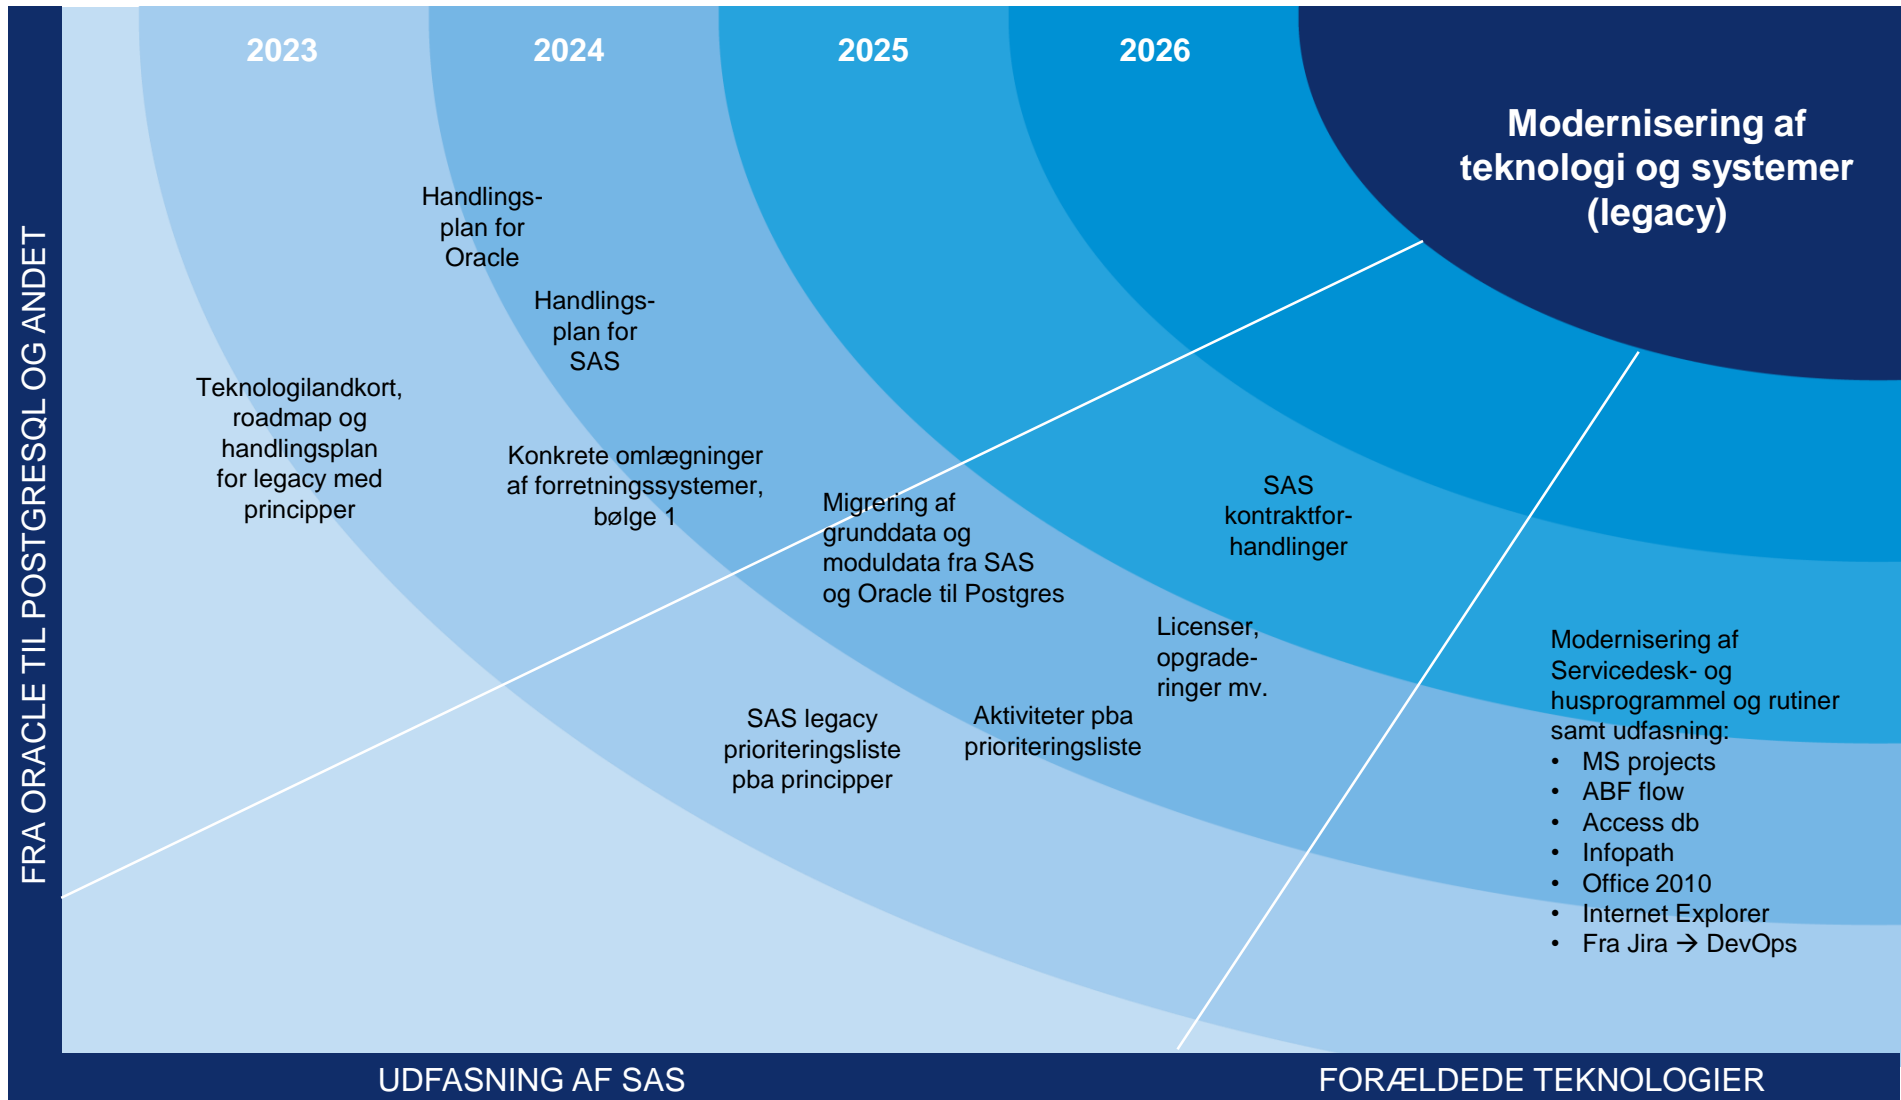 2023
2024
2025
2026
Modernisering af
teknologi og systemer
(legacy)
FRA ORACLE TIL POSTGRESQL OG ANDET
Handlings-
plan for
Oracle
Handlings-
plan for
SAS
Teknologilandkort,
roadmap og
handlingsplan
for legacy med
principper
Konkrete omlægninger
af forretningssystemer,
bølge 1
Migrering af
grunddata og
moduldata fra SAS
og Oracle til Postgres
SAS
kontraktfor-
handlinger
Licenser,
opgrade-
ringer mv.
SAS legacy
prioriteringsliste
pba principper
Aktiviteter pba
prioriteringsliste
Modernisering af
Servicedesk- og
husprogrammel og rutiner
samt udfasning:
• MS projects
• ABF flow
• Access db
• Infopath
• Office 2010
• Internet Explorer
• Fra Jira → DevOps
UDFASNING AF SAS
FORÆLDEDE TEKNOLOGIER